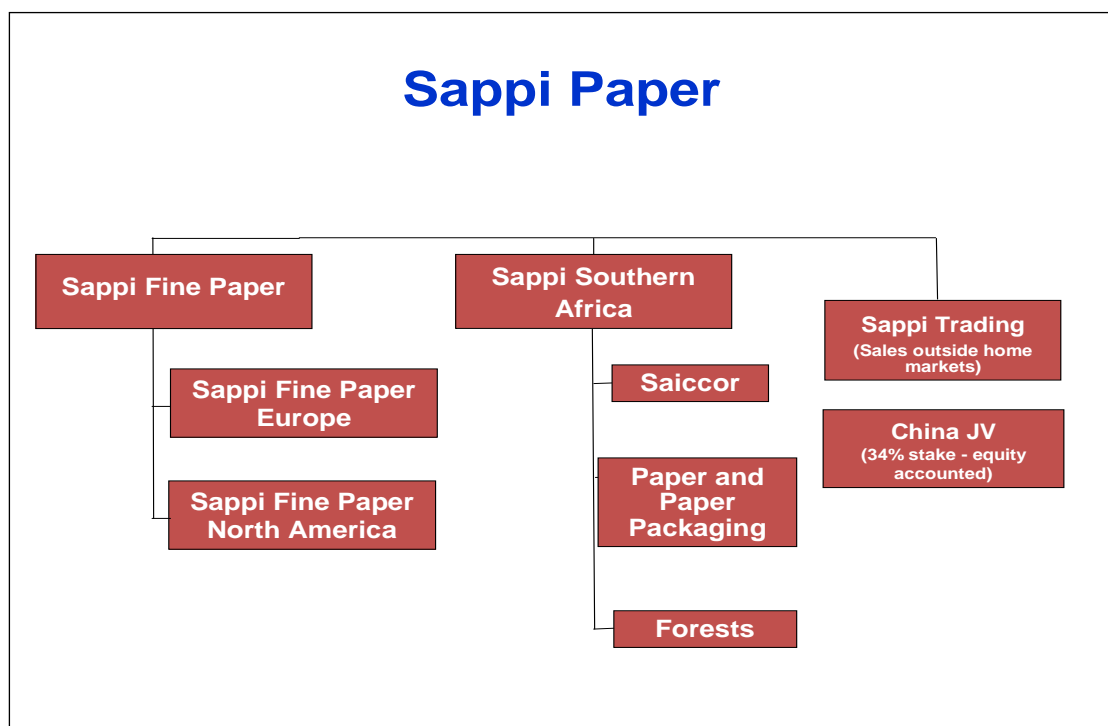 Sappi Paper
Sappi Fine Paper
Sappi Fine Paper
Europe
Sappi Fine Paper
North America
Sappi Southern
Africa
Saiccor
Paper and
Paper
Packaging
Forests
Sappi Trading
(Sales outside home
markets)
China JV
(34% stake - equity
accounted)